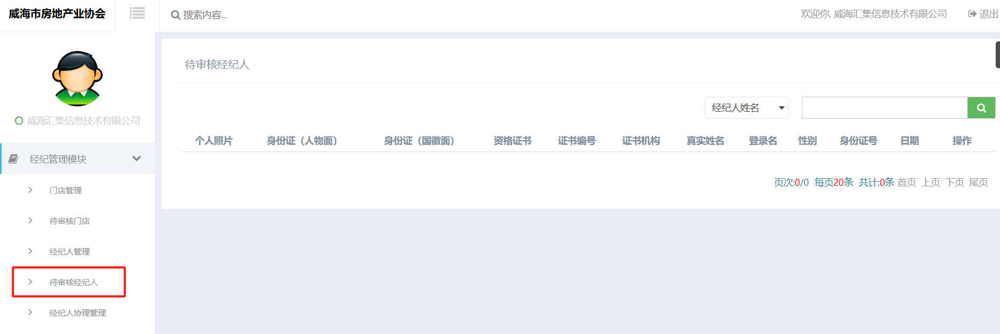 威海市房地产业协会
搜索内容...
欢迎你, 威海汇集信息技术有限公司
退出
威海汇集信息技术有限公司
经纪管理模块
门店管理
待审核门店
经纪人管理
待审核经纪人
经纪人协理管理
待审核经纪人
经纪人姓名
个人照片 身份证（人物面） 身份证（国徽面） 资格证书 证书编号 证书机构 真实姓名 登录名 性别 身份证号 日期 操作
页次:0/0 每页20条 共计:0条 首页 上页 下页 尾页